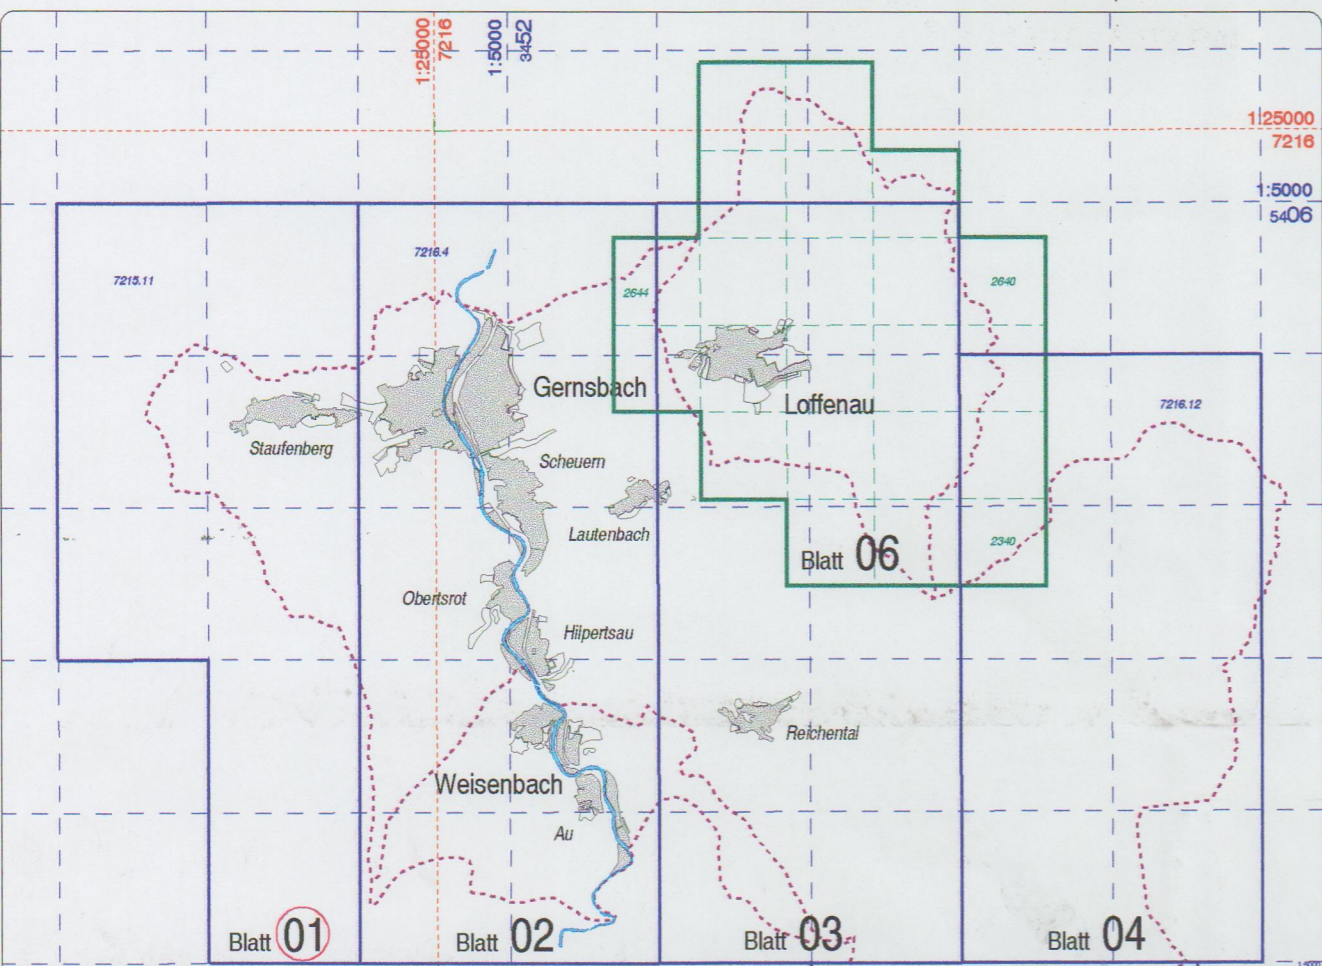 1:25000
7216
1:5000
3452
1:25000
7216
1:5000
5406
7215.11
7216.4
2644
2640
Gernsbach
Loffenau
7216.12
Staufenberg
Scheuern
Lautenbach
Blatt 06
2340
Obertsrot
Hilpertsau
Reichental
Weisenbach
Au
Blatt 01
Blatt 02
Blatt 03
Blatt 04